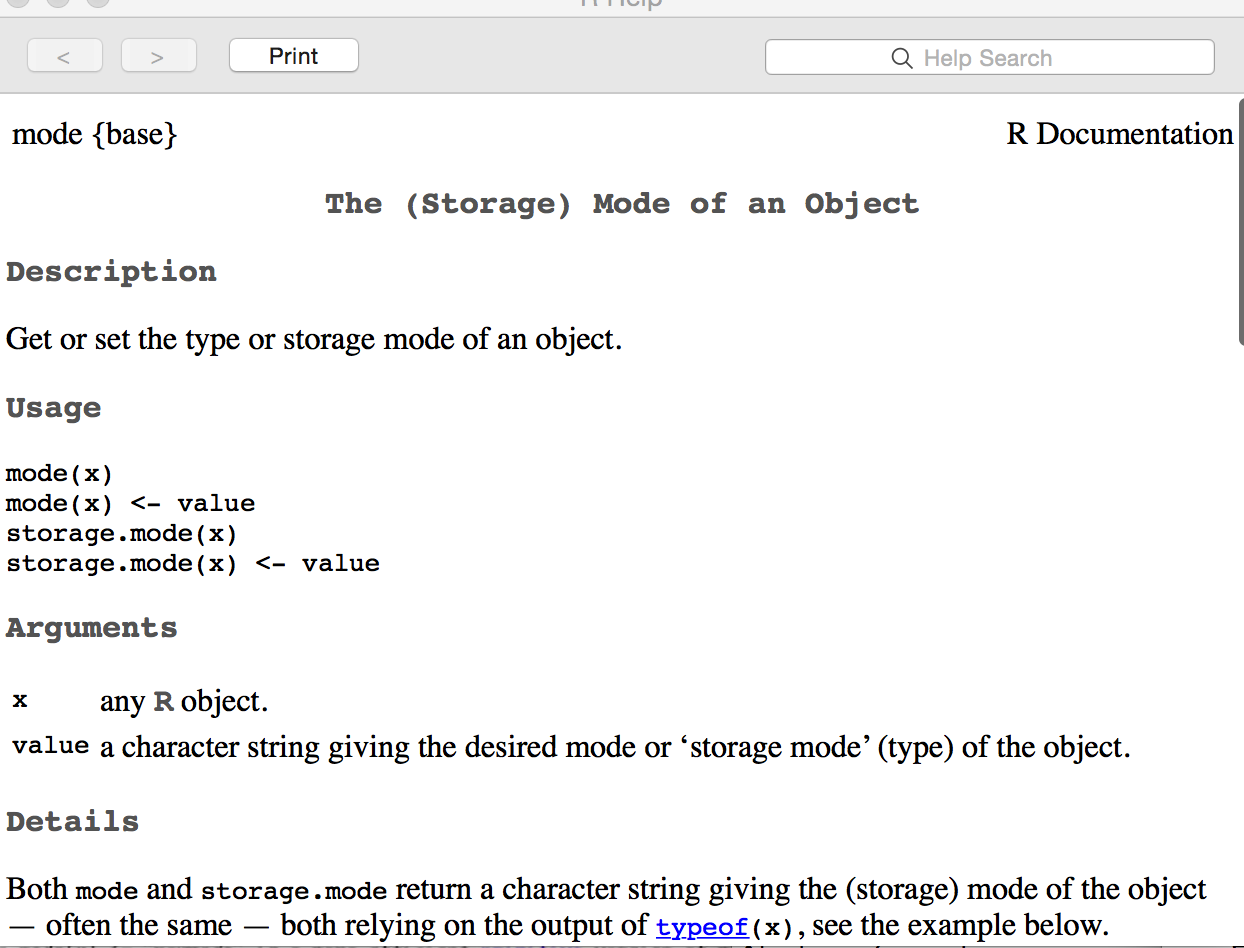 < > Print Help Search
mode {base} R Documentation
The (Storage) Mode of an Object
Description
Get or set the type or storage mode of an object.
Usage
mode(x)
mode(x) <- value
storage.mode(x)
storage.mode(x) <- value
Arguments
x any R object.
value a character string giving the desired mode or ‘storage mode’ (type) of the object.
Details
Both mode and storage.mode return a character string giving the (storage) mode of the object
— often the same — both relying on the output of typeof(x), see the example below.